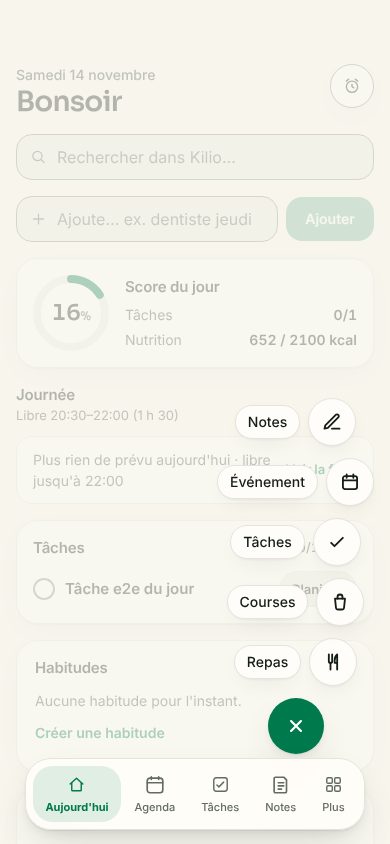 Samedi 14 novembre
Bonsoir
Rechercher dans Kilio...
Ajoute... ex. dentiste jeudi
Ajouter
16%
Score du jour
Tâches 0/1
Nutrition 652 / 2100 kcal
Journée
Libre 20:30–22:00 (1 h 30)
Notes
Plus rien de prévu aujourd'hui · libre
jusqu'à 22:00
Événement
Tâches
Tâches
Tâche e2e du jour
Courses
Habitudes
Repas
Aucune habitude pour l'instant.
Créer une habitude
Aujourd'hui
Agenda
Tâches
Notes
Plus